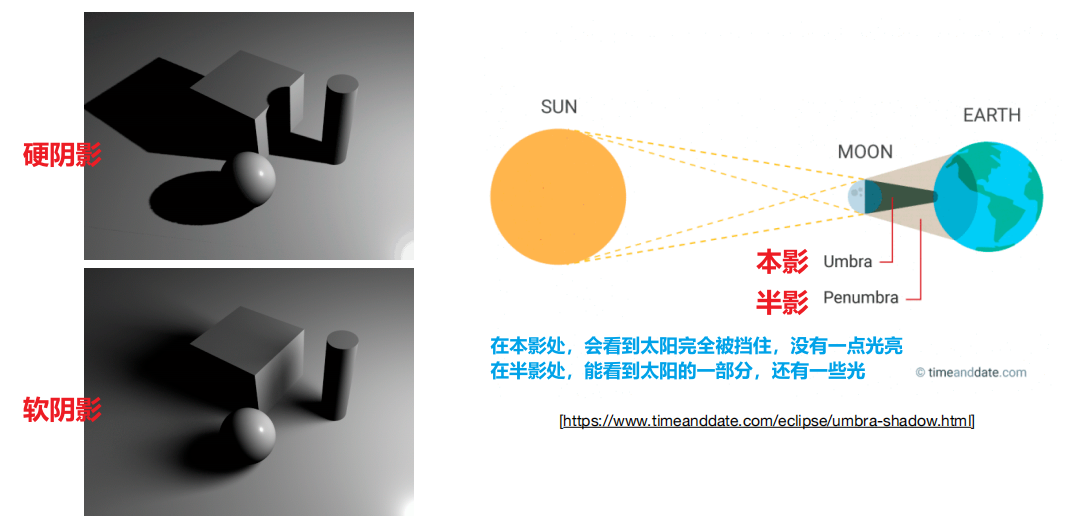 硬阴影
软阴影
SUN
MOON
EARTH
本影 Umbra
半影 Penumbra
在本影处，会看到太阳完全被挡住，没有一点光亮
在半影处，能看到太阳的一部分，还有一些光
© timeanddate.com
[https://www.timeanddate.com/eclipse/umbra-shadow.html]